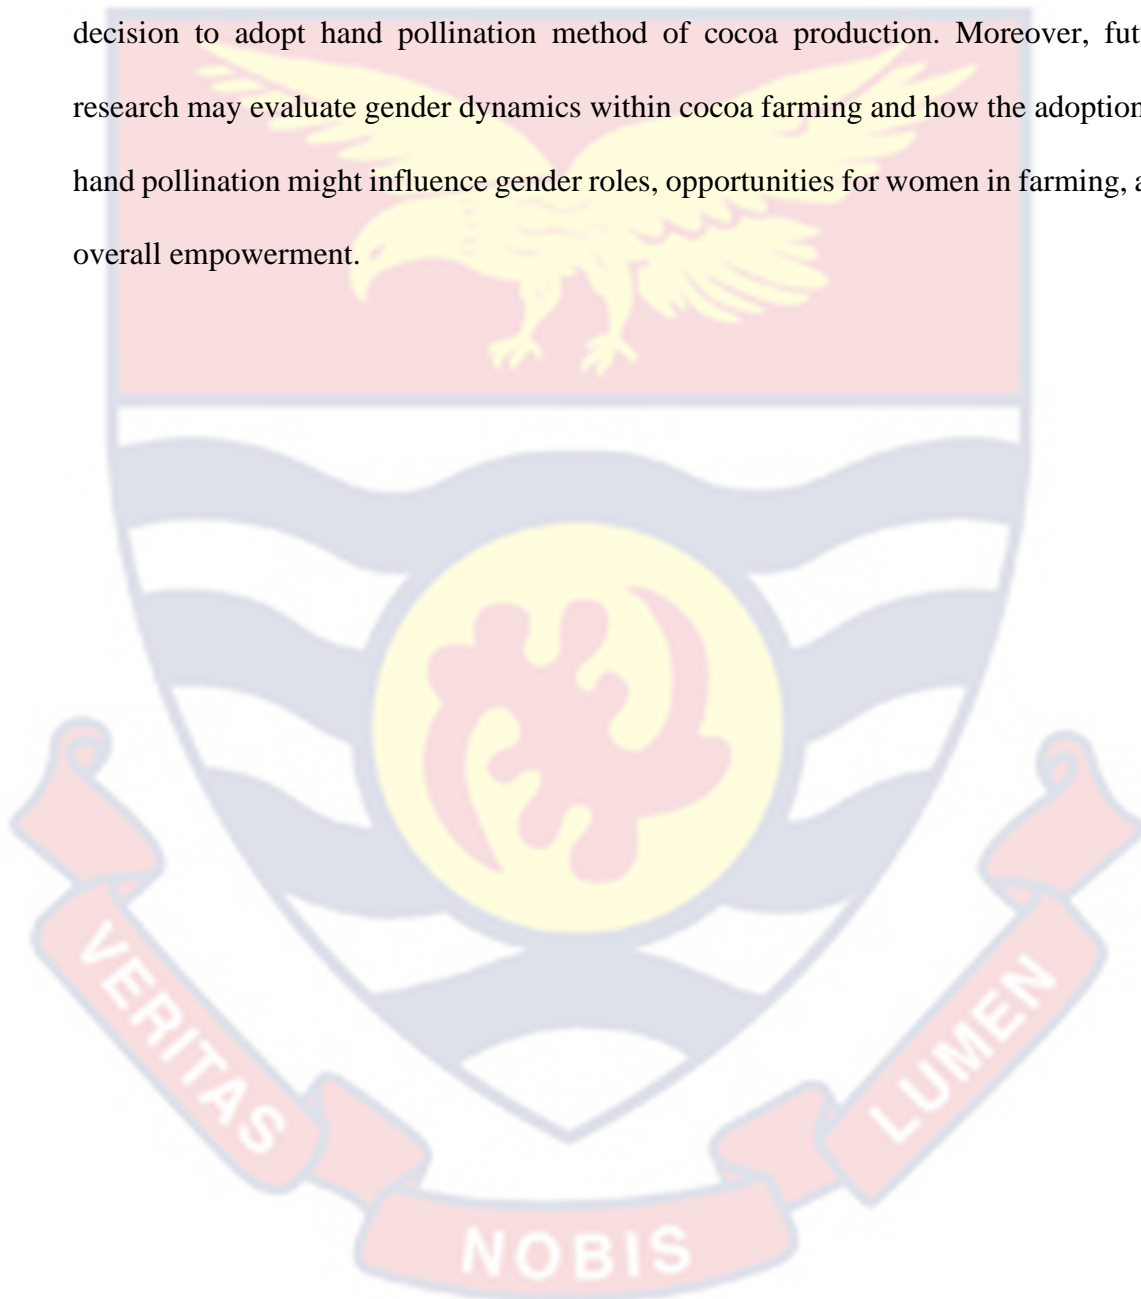 decision to adopt hand pollination method of cocoa production. Moreover, fut
research may evaluate gender dynamics within cocoa farming and how the adoption
hand pollination might influence gender roles, opportunities for women in farming, a
overall empowerment.
VERITAS
NOBIS
LUMEN